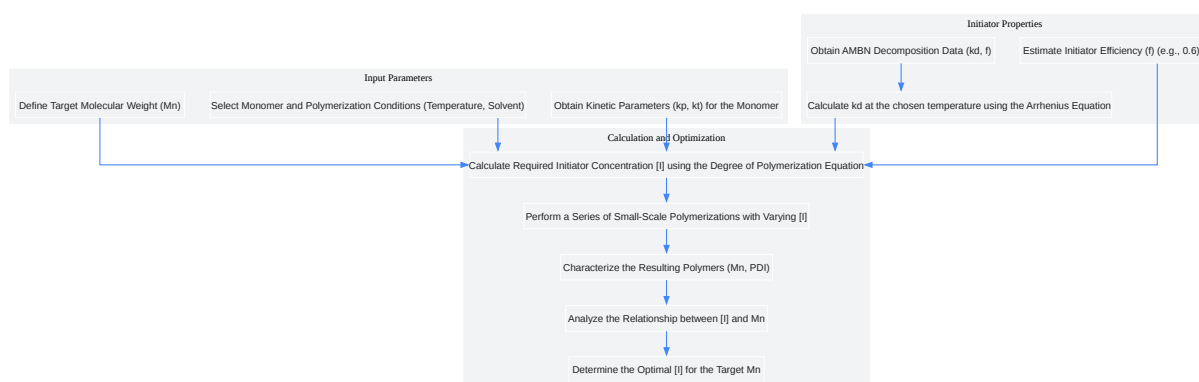 Initiator Properties
Obtain AMBN Decomposition Data (kd, f)
Estimate Initiator Efficiency (f) (e.g., 0.6)
Input Parameters
Define Target Molecular Weight (Mn)
Select Monomer and Polymerization Conditions (Temperature, Solvent)
Obtain Kinetic Parameters (kp, kt) for the Monomer
Calculate kd at the chosen temperature using the Arrhenius Equation
Calculation and Optimization
Calculate Required Initiator Concentration [I] using the Degree of Polymerization Equation
Perform a Series of Small-Scale Polymerizations with Varying [I]
Characterize the Resulting Polymers (Mn, PDI)
Analyze the Relationship between [I] and Mn
Determine the Optimal [I] for the Target Mn